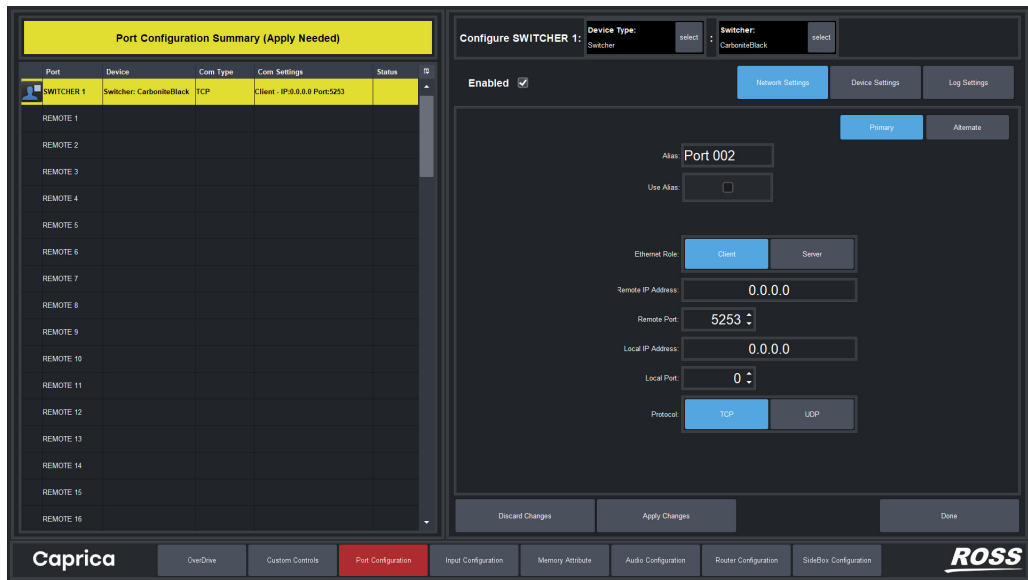 Port Configuration Summary (Apply Needed)
Port Device Com Type Com Settings Status
SWITCHER 1 Switcher: CarboniteBlack TCP Client - IP:0.0.0.0 Port:5253
REMOTE 1
REMOTE 2
REMOTE 3
REMOTE 4
REMOTE 5
REMOTE 6
REMOTE 7
REMOTE 8
REMOTE 9
REMOTE 10
REMOTE 11
REMOTE 12
REMOTE 13
REMOTE 14
REMOTE 15
REMOTE 16
Configure SWITCHER 1: Device Type: Switcher select : Switcher: CarboniteBlack select
Enabled Network Settings Device Settings Log Settings
Primary Alternate
Alias: Port 002
Use Alias:
Ethernet Role: Client Server
Remote IP Address: 0.0.0.0
Remote Port: 5253
Local IP Address: 0.0.0.0
Local Port: 0
Protocol: TCP UDP
Discard Changes Apply Changes Done
Caprica OverDrive Custom Controls Port Configuration Input Configuration Memory Attribute Audio Configuration Router Configuration SideBox Configuration ROSS